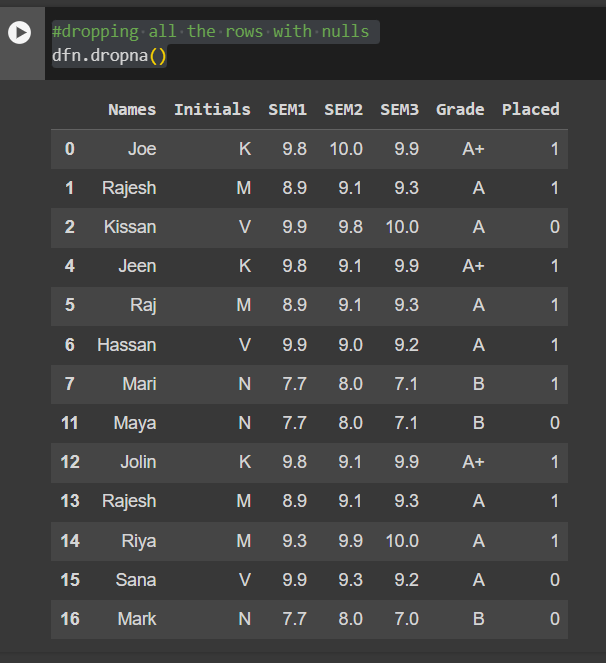 #dropping all the rows with nulls
dfn.dropna()
Names Initials SEM1 SEM2 SEM3 Grade Placed
0 Joe K 9.8 10.0 9.9 A+ 1
1 Rajesh M 8.9 9.1 9.3 A 1
2 Kissan V 9.9 9.8 10.0 A 0
4 Jeen K 9.8 9.1 9.9 A+ 1
5 Raj M 8.9 9.1 9.3 A 1
6 Hassan V 9.9 9.0 9.2 A 1
7 Mari N 7.7 8.0 7.1 B 1
11 Maya N 7.7 8.0 7.1 B 0
12 Jolin K 9.8 9.1 9.9 A+ 1
13 Rajesh M 8.9 9.1 9.3 A 1
14 Riya M 9.3 9.9 10.0 A 1
15 Sana V 9.9 9.3 9.2 A 0
16 Mark N 7.7 8.0 7.0 B 0